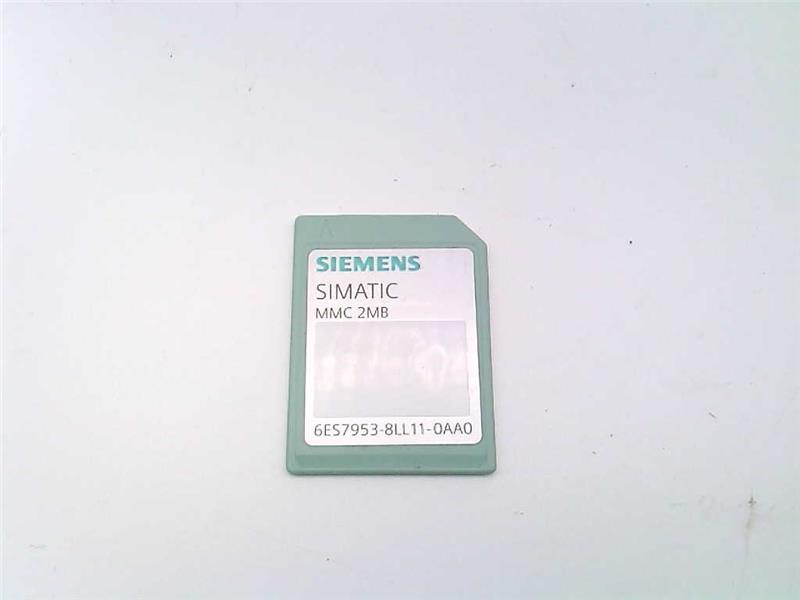 A
SIEMENS
SIMATIC
MMC 2MB
6ES7953-8LL11-0AA0